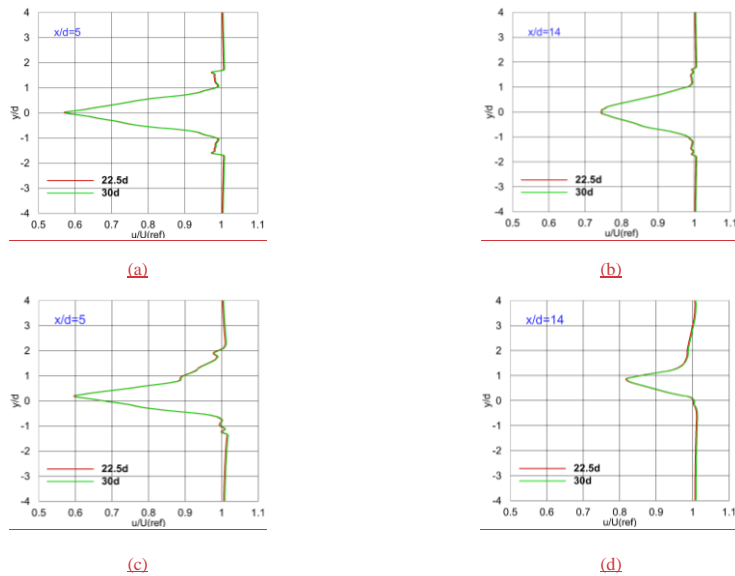 4
3
x/d=5
2
1
y/d
0
-1
-2
-3
22.5d
30d
-4
0.5 0.6 0.7 0.8 0.9 1 1.1
u/U(ref)
(a)
4
3
x/d=14
2
1
y/d
0
-1
-2
-3
22.5d
30d
-4
0.5 0.6 0.7 0.8 0.9 1 1.1
u/U(ref)
(b)
4
x/d=5
3
2
1
y/d
0
-1
-2
-3
22.5d
30d
-4
0.5 0.6 0.7 0.8 0.9 1 1.1
u/U(ref)
(c)
4
x/d=14
3
2
1
y/d
0
-1
-2
-3
22.5d
30d
-4
0.5 0.6 0.7 0.8 0.9 1 1.1
u/U(ref)
(d)